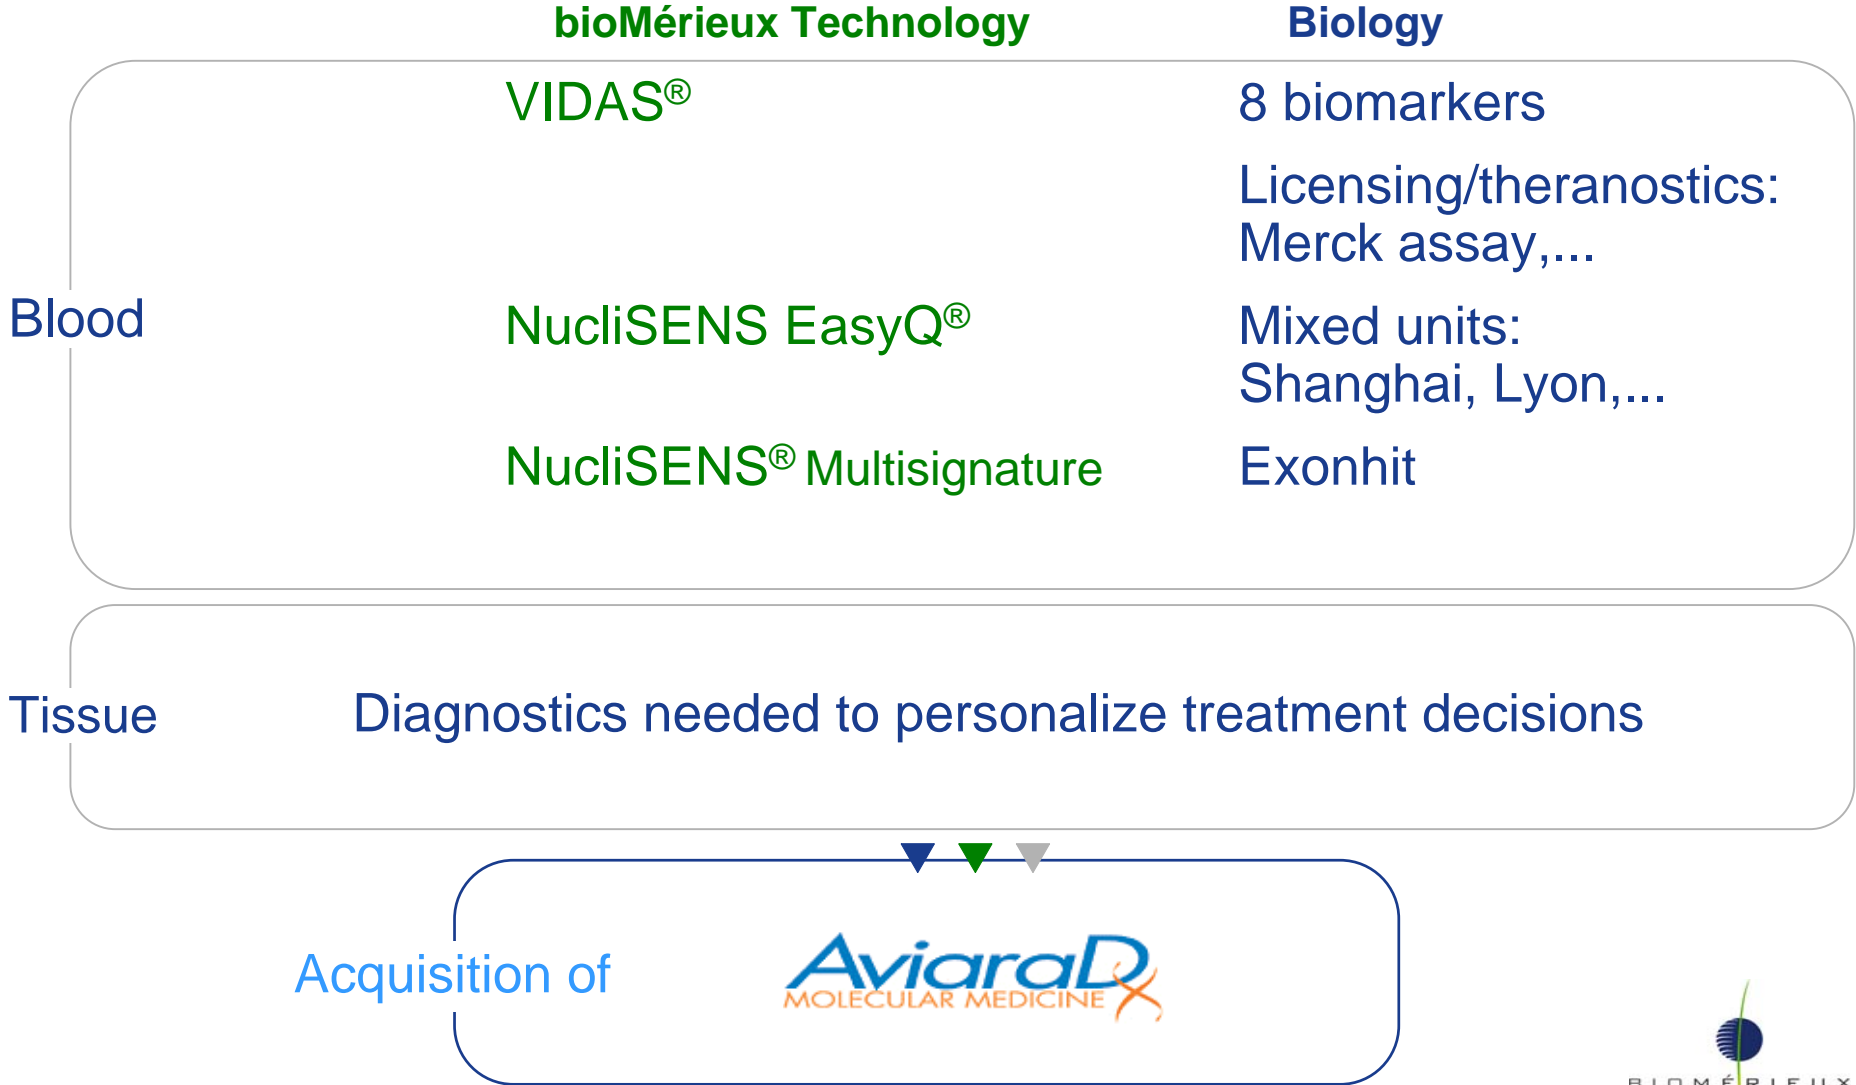 bioMérieux Technology Biology
VIDAS® 8 biomarkers
Licensing/theranostics:
Merck assay,...
Blood NucliSENS EasyQ® Mixed units:
Shanghai, Lyon,...
NucliSENS® Multisignature Exonhit
Tissue Diagnostics needed to personalize treatment decisions
Acquisition of AviaraDx
MOLECULAR MEDICINE
BIOMÉRIEUX